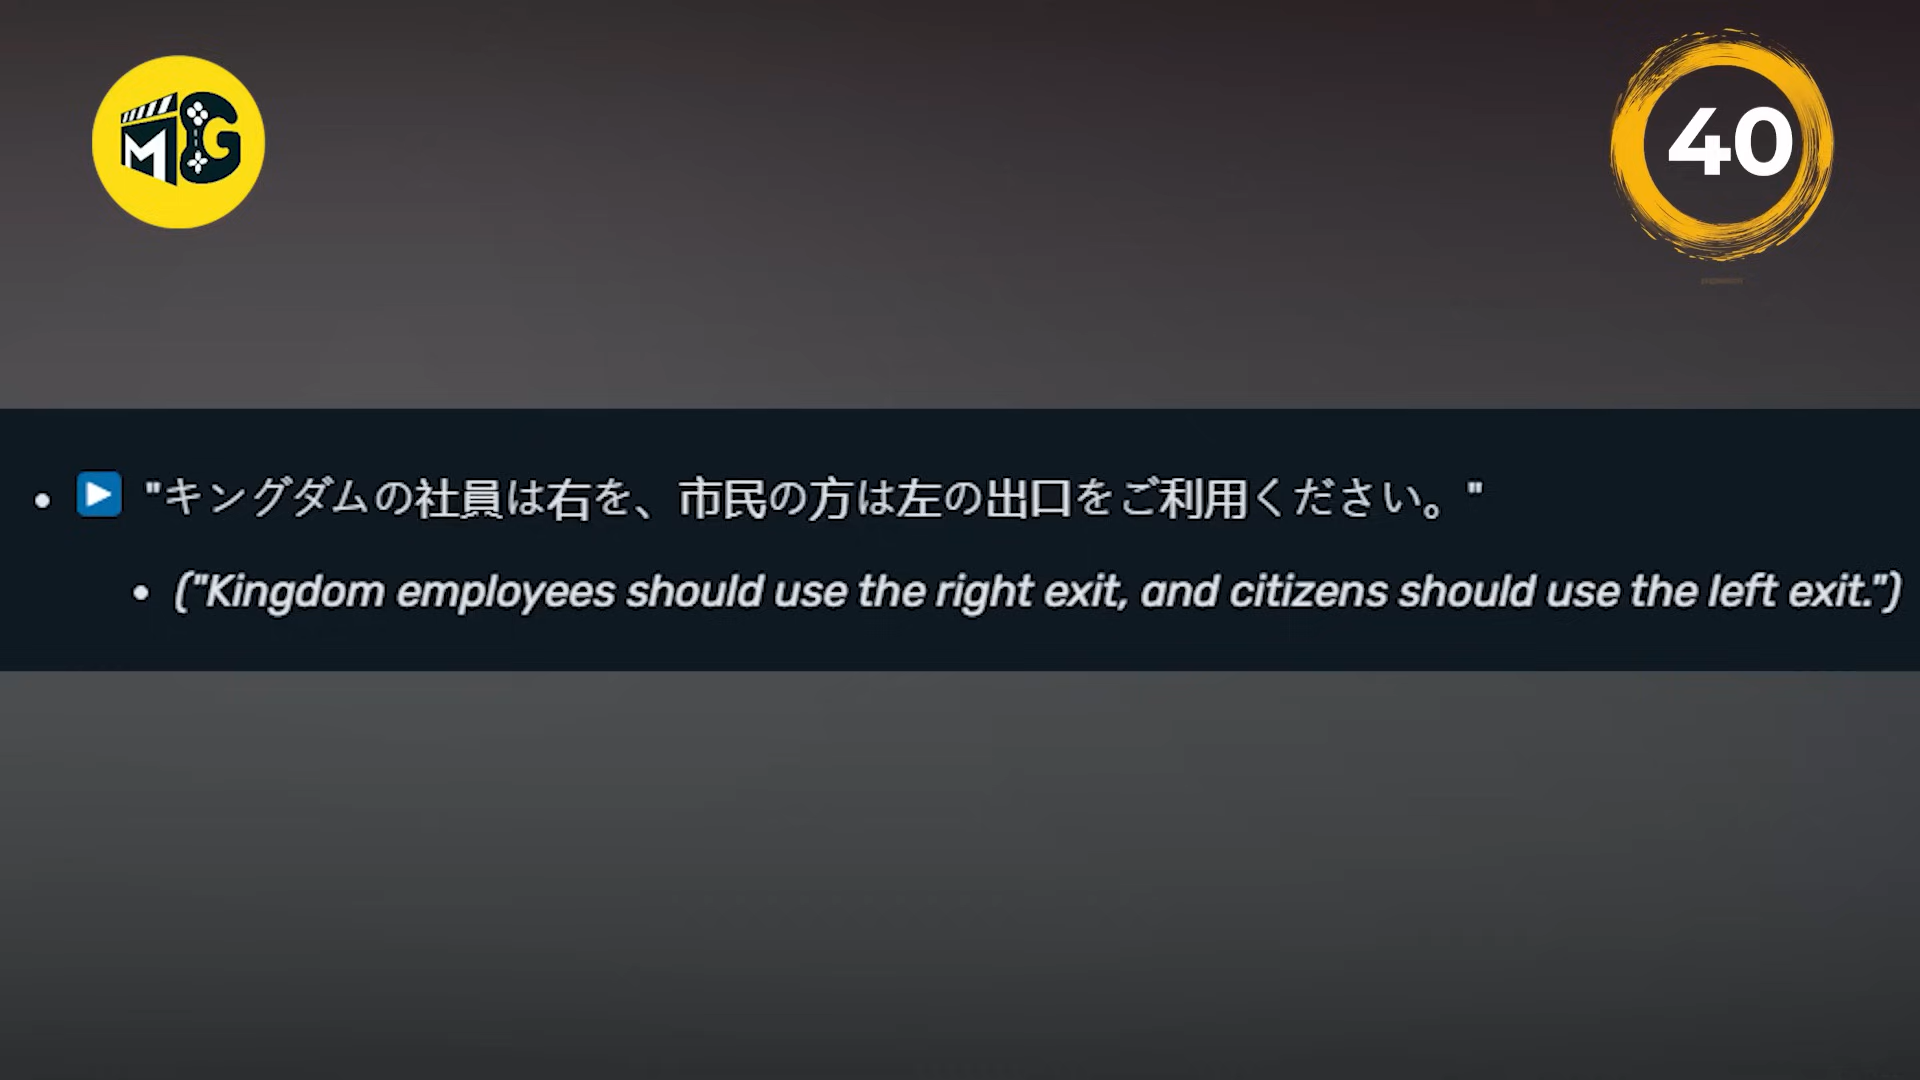 MG
40
"キングダムの社員は右を、市民の方は左の出口をご利用ください。"
("Kingdom employees should use the right exit, and citizens should use the left exit.")